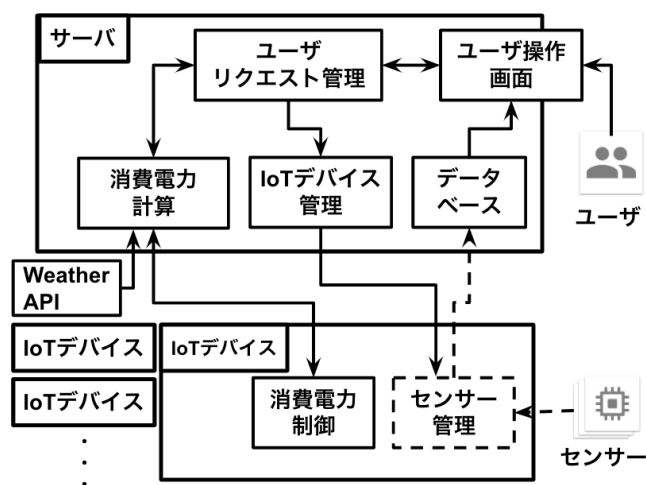 サーバ
ユーザ
リクエスト管理
ユーザ操作
画面
消費電力
計算
IoTデバイス
管理
データ
ベース
ユーザ
Weather
API
IoTデバイス
IoTデバイス
IoTデバイス
消費電力
制御
センサー
管理
センサー